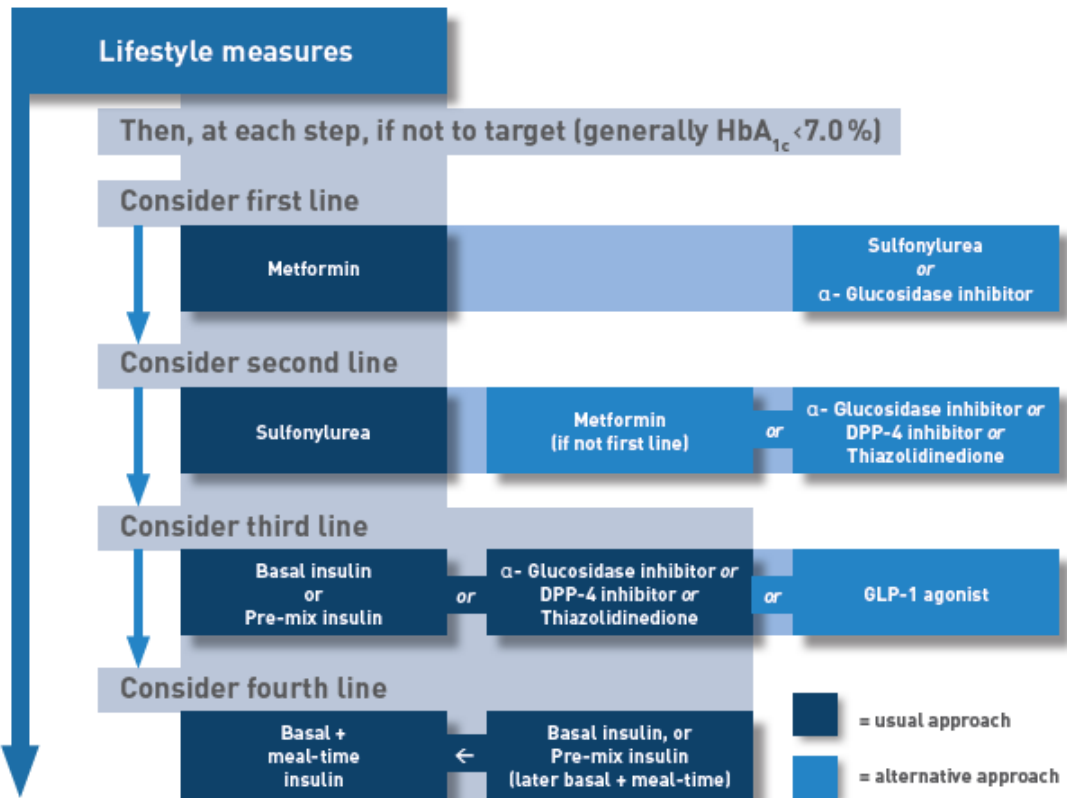 Lifestyle measures
Then, at each step, if not to target (generally HbA1c <7.0%)
Consider first line
Metformin
Sulfonylurea
or
α- Glucosidase inhibitor
Consider second line
Sulfonylurea
Metformin
(if not first line)
or
α- Glucosidase inhibitor or
DPP-4 inhibitor or
Thiazolidinedione
Consider third line
Basal insulin
or
Pre-mix insulin
or
α- Glucosidase inhibitor or
DPP-4 inhibitor or
Thiazolidinedione
or
GLP-1 agonist
Consider fourth line
Basal +
meal-time
insulin
←
Basal insulin, or
Pre-mix insulin
(later basal + meal-time)
= usual approach
= alternative approach